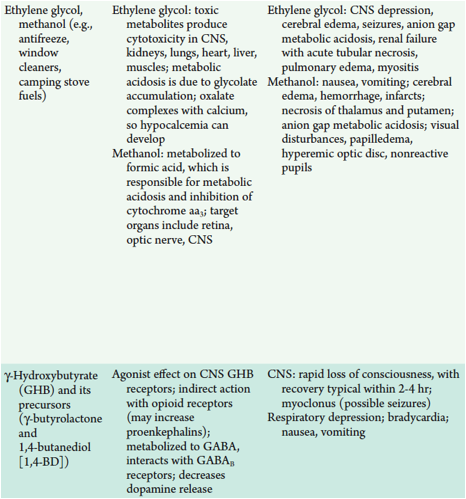 Ethylene glycol,
methanol (e.g.,
antifreeze,
window
cleaners,
camping stove
fuels)
Ethylene glycol: toxic
metabolites produce
cytotoxicity in CNS,
kidneys, lungs, heart, liver,
muscles; metabolic
acidosis is due to glycolate
accumulation; oxalate
complexes with calcium,
so hypocalcemia can
develop
Methanol: metabolized to
formic acid, which is
responsible for metabolic
acidosis and inhibition of
cytochrome aa₃; target
organs include retina,
optic nerve, CNS
Ethylene glycol: CNS depression,
cerebral edema, seizures, anion gap
metabolic acidosis, renal failure
with acute tubular necrosis,
pulmonary edema, myositis
Methanol: nausea, vomiting; cerebral
edema, hemorrhage, infarcts;
necrosis of thalamus and putamen;
anion gap metabolic acidosis; visual
disturbances, papilledema,
hyperemic optic disc, nonreactive
pupils
γ-Hydroxybutyrate
(GHB) and its
precursors
(γ-butyrolactone
and
1,4-butanediol
[1,4-BD])
Agonist effect on CNS GHB
receptors; indirect action
with opioid receptors
(may increase
proenkephalins);
metabolized to GABA,
interacts with GABA_B
receptors; decreases
dopamine release
CNS: rapid loss of consciousness, with
recovery typical within 2-4 hr;
myoclonus (possible seizures)
Respiratory depression; bradycardia;
nausea, vomiting